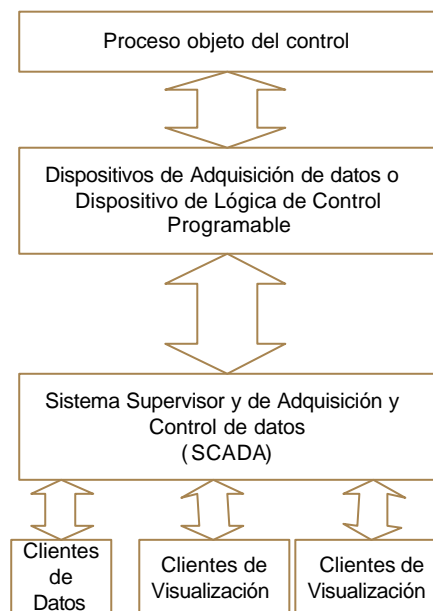 Proceso objeto del control
Dispositivos de Adquisición de datos o
Dispositivo de Lógica de Control
Programable
Sistema Supervisor y de Adquisición y
Control de datos
( SCADA)
Clientes
de
Datos
Clientes de
Visualización
Clientes de
Visualización